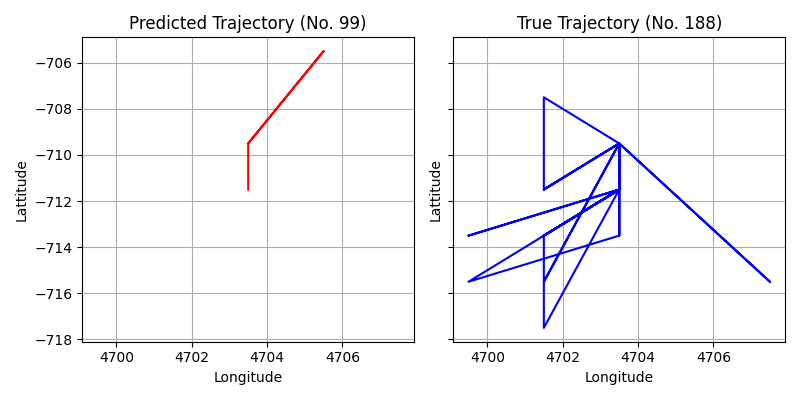 Predicted Trajectory (No. 99)
True Trajectory (No. 188)
Lattitude
−706
−708
−710
−712
−714
−716
−718
4700
4702
4704
4706
Longitude
Lattitude
4700
4702
4704
4706
Longitude